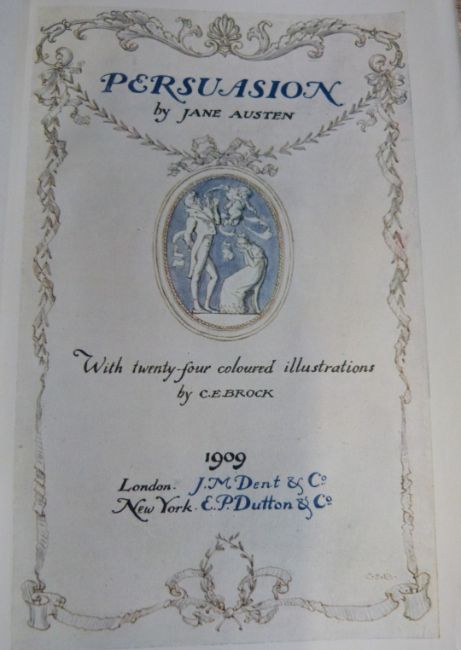 PERSUASION
by JANE AUSTEN
With twenty-four coloured illustrations
by C.E.BROCK
1909
London. J.M Dent & Co
New York. E.P. Dutton & Co